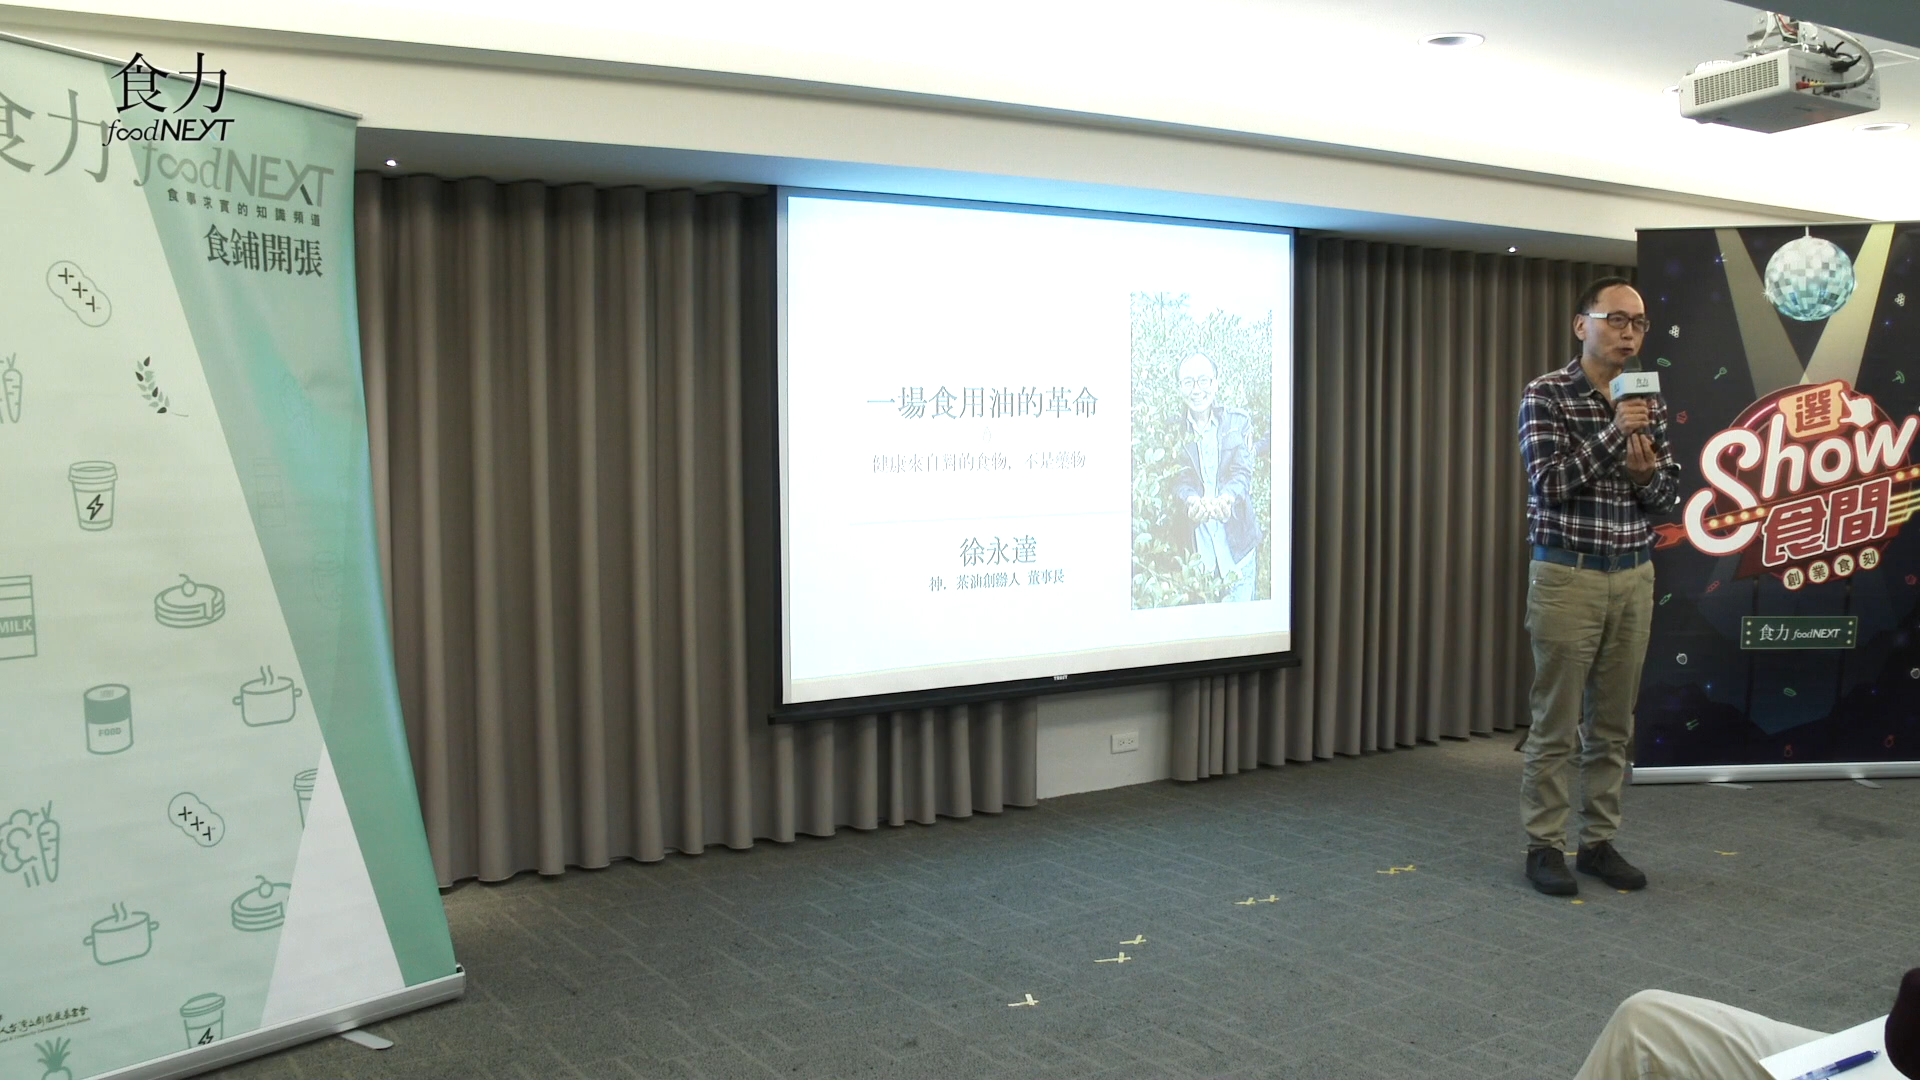 食力
foodNEXT
食力
foodNEXT
食事求實的知識頻道
食鋪開張
MILK
FOOD
一場食用油的革命
健康來自對的食物，不是藥物
徐永達
神．茶油創辦人 董事長
食力
選
Show
食間
創業食刻
食力 foodNEXT